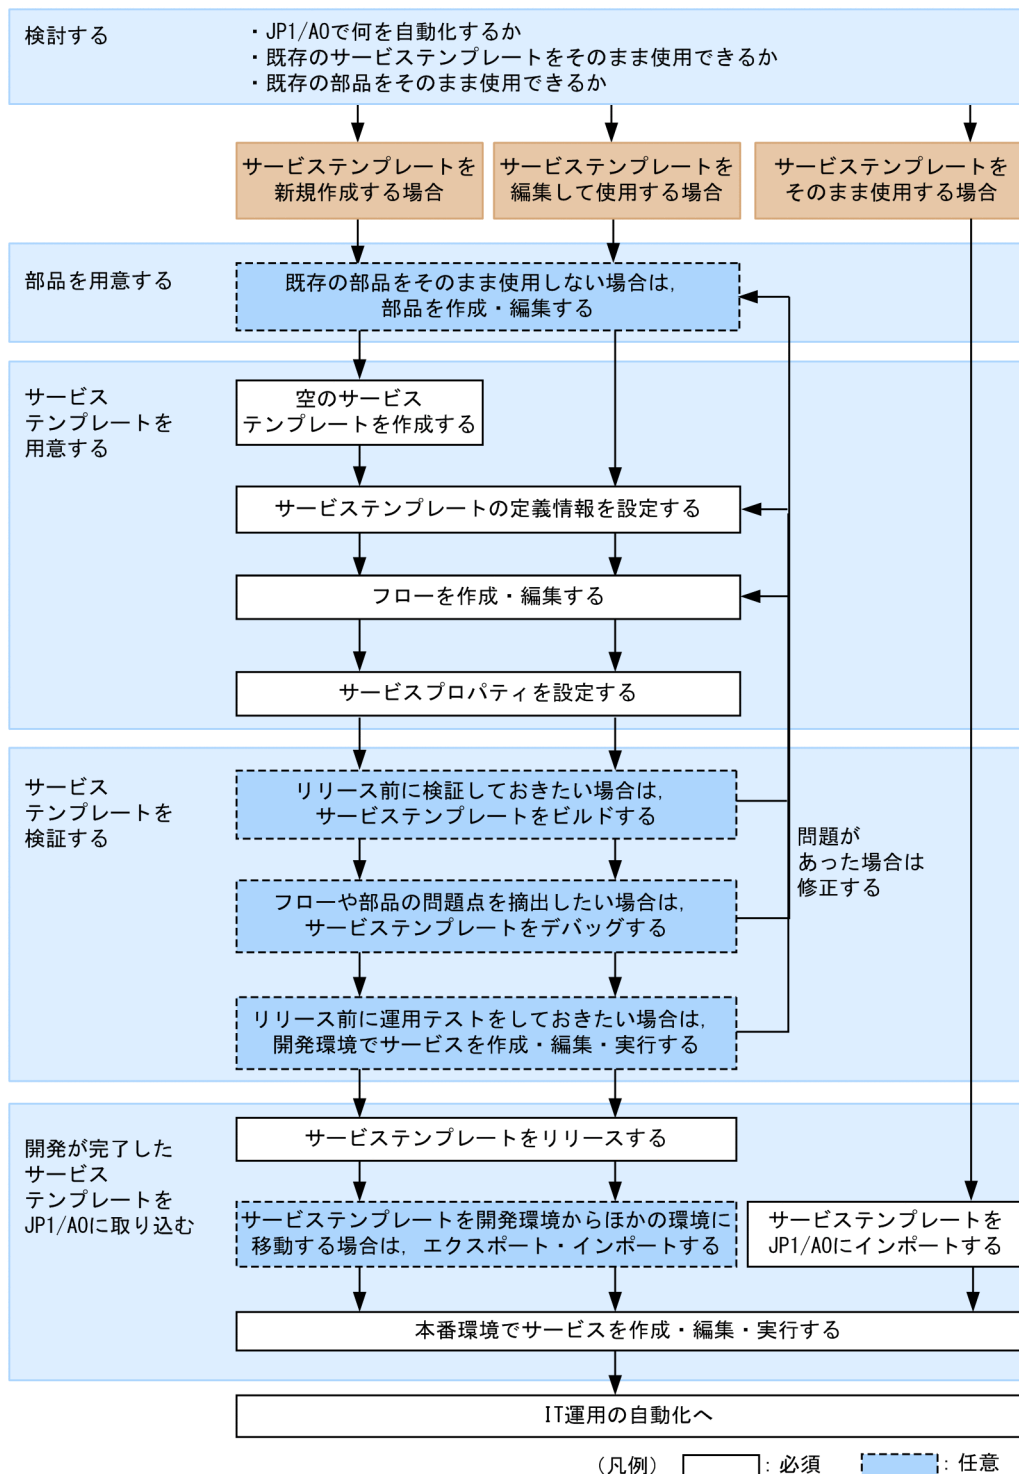 検討する
・JP1/AOで何を自動化するか
・既存のサービステンプレートをそのまま使用できるか
・既存の部品をそのまま使用できるか
サービステンプレートを
新規作成する場合
サービステンプレートを
編集して使用する場合
サービステンプレートを
そのまま使用する場合
部品を用意する
既存の部品をそのまま使用しない場合は,
部品を作成・編集する
サービス
テンプレートを
用意する
空のサービス
テンプレートを作成する
サービステンプレートの定義情報を設定する
フローを作成・編集する
サービスプロパティを設定する
サービス
テンプレートを
検証する
リリース前に検証しておきたい場合は,
サービステンプレートをビルドする
フローや部品の問題点を摘出したい場合は,
サービステンプレートをデバッグする
リリース前に運用テストをしておきたい場合は,
開発環境でサービスを作成・編集・実行する
問題が
あった場合は
修正する
開発が完了した
サービス
テンプレートを
JP1/AOに取り込む
サービステンプレートをリリースする
サービステンプレートを開発環境からほかの環境に
移動する場合は, エクスポート・インポートする
サービステンプレートを
JP1/AOにインポートする
本番環境でサービスを作成・編集・実行する
IT運用の自動化へ
（凡例） : 必須 : 任意